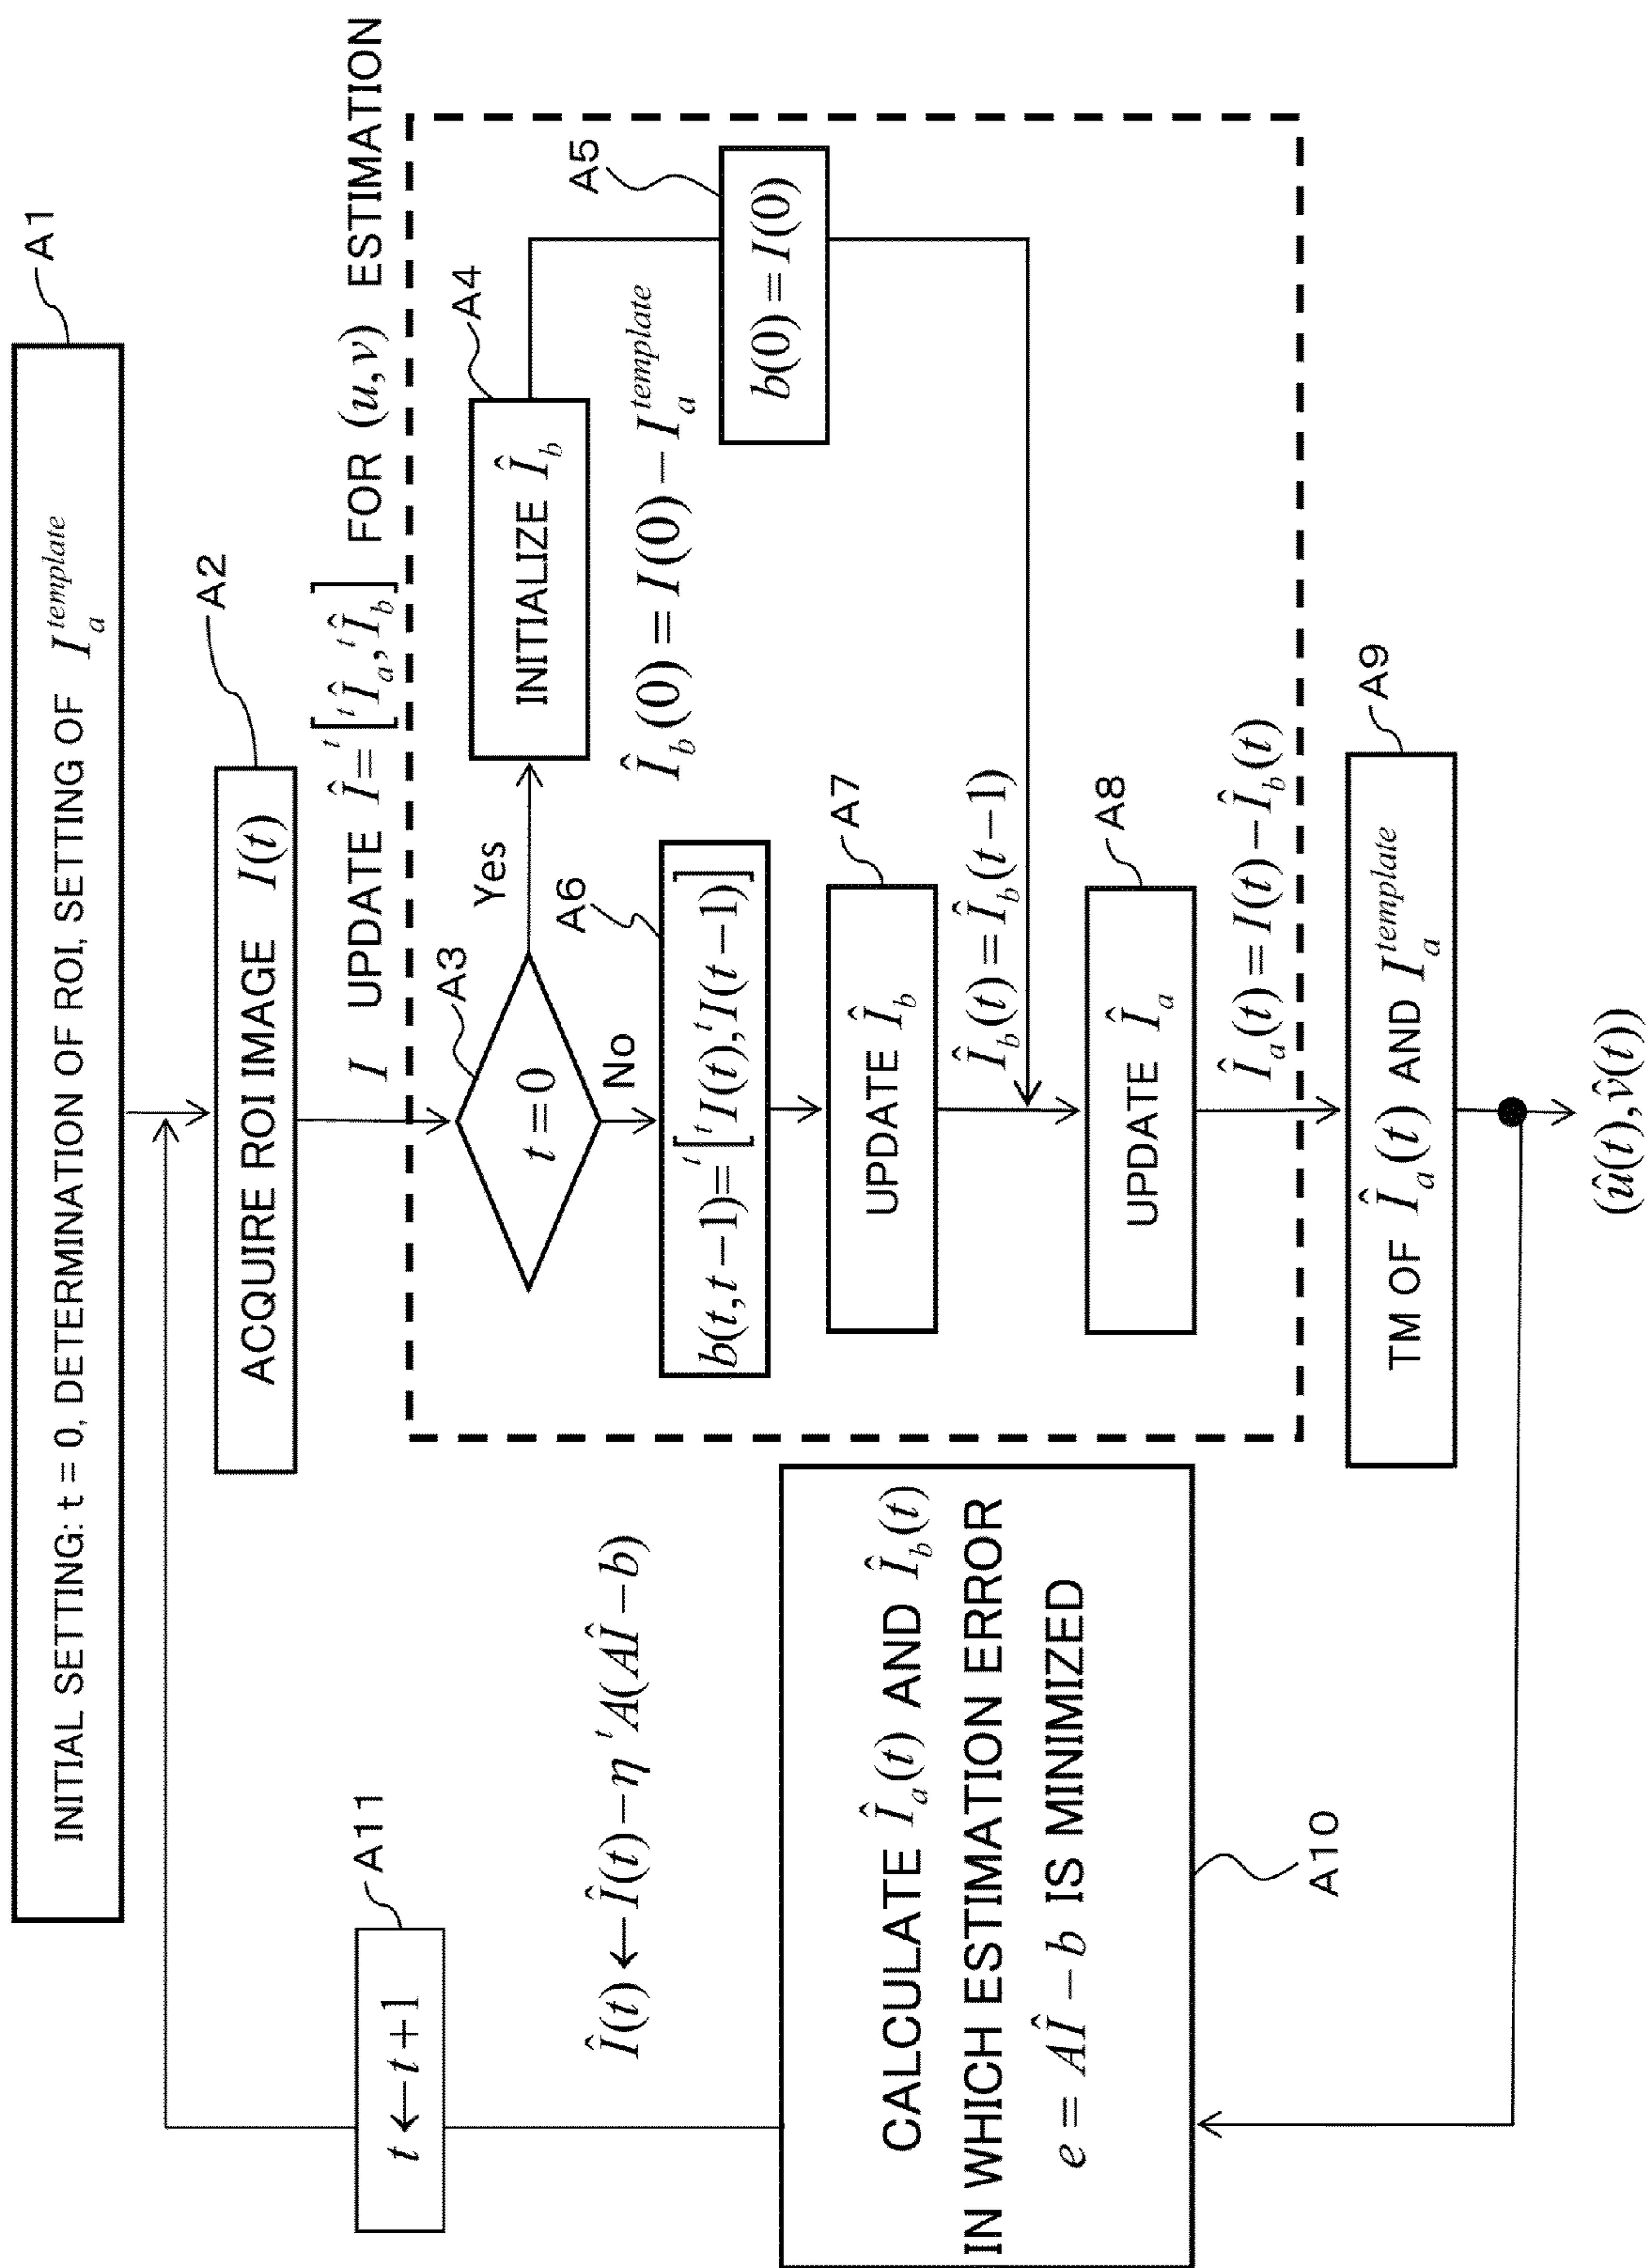 INITIAL SETTING: t = 0, DETERMINATION OF ROI, SETTING OF I_a^{template}
A1
ACQUIRE ROI IMAGE I(t)
A2
I UPDATE Î = ^t[^tÎ_a, ^tÎ_b] FOR (u,v) ESTIMATION
A3
t = 0
Yes
No
A4
INITIALIZE Î_b
Î_b(0) = I(0) − I_a^{template}
A5
b(0) = I(0)
A6
b(t,t−1) = ^t[^tI(t), ^tI(t−1)]
A7
UPDATE Î_b
Î_b(t) = Î_b(t−1)
A8
UPDATE Î_a
Î_a(t) = I(t) − Î_b(t)
A9
TM OF Î_a(t) AND I_a^{template}
(û(t),v̂(t))
CALCULATE Î_a(t) AND Î_b(t)
IN WHICH ESTIMATION ERROR
e = AÎ − b IS MINIMIZED
A10
Î(t) ← Î(t) − η ^tA(AÎ − b)
A11
t ← t+1